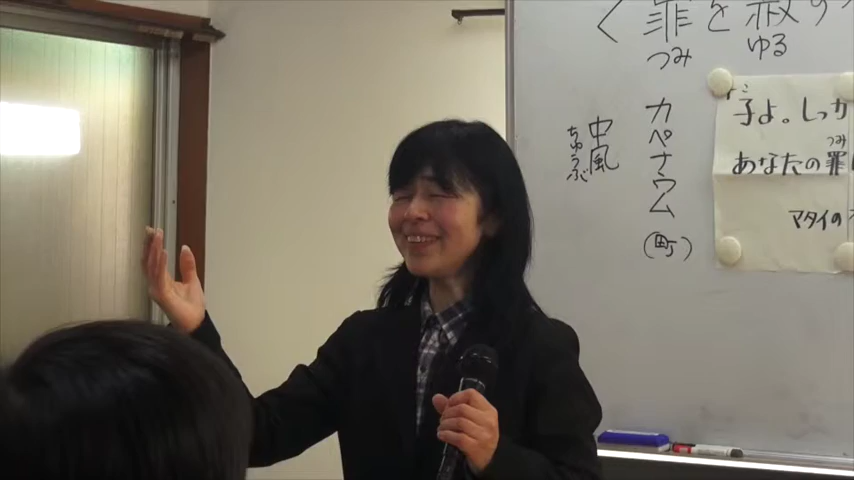 く罪を赦す
つみ
ゆる
カペナウム
(町)
中風
ちゅうぶ
子よ。しっか
つみ
あなたの罪
マタイの